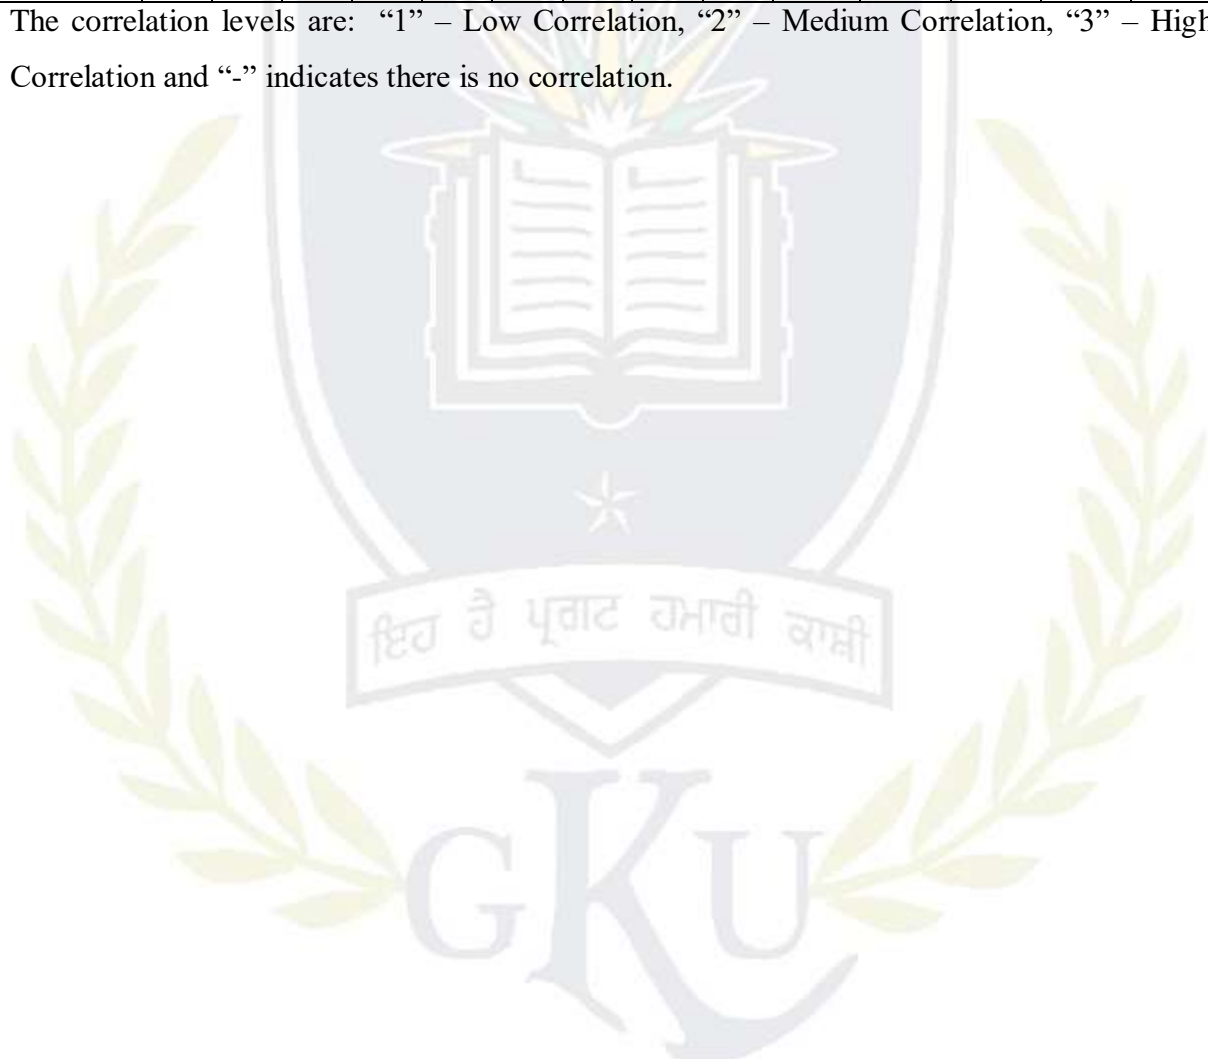 The correlation levels are: “1” – Low Correlation, “2” – Medium Correlation, “3” – High
Correlation and “-” indicates there is no correlation.
ਇਹ ਹੈ ਪ੍ਰਗਟ ਹਮਾਰੀ ਕਾਸ਼ੀ
GKU